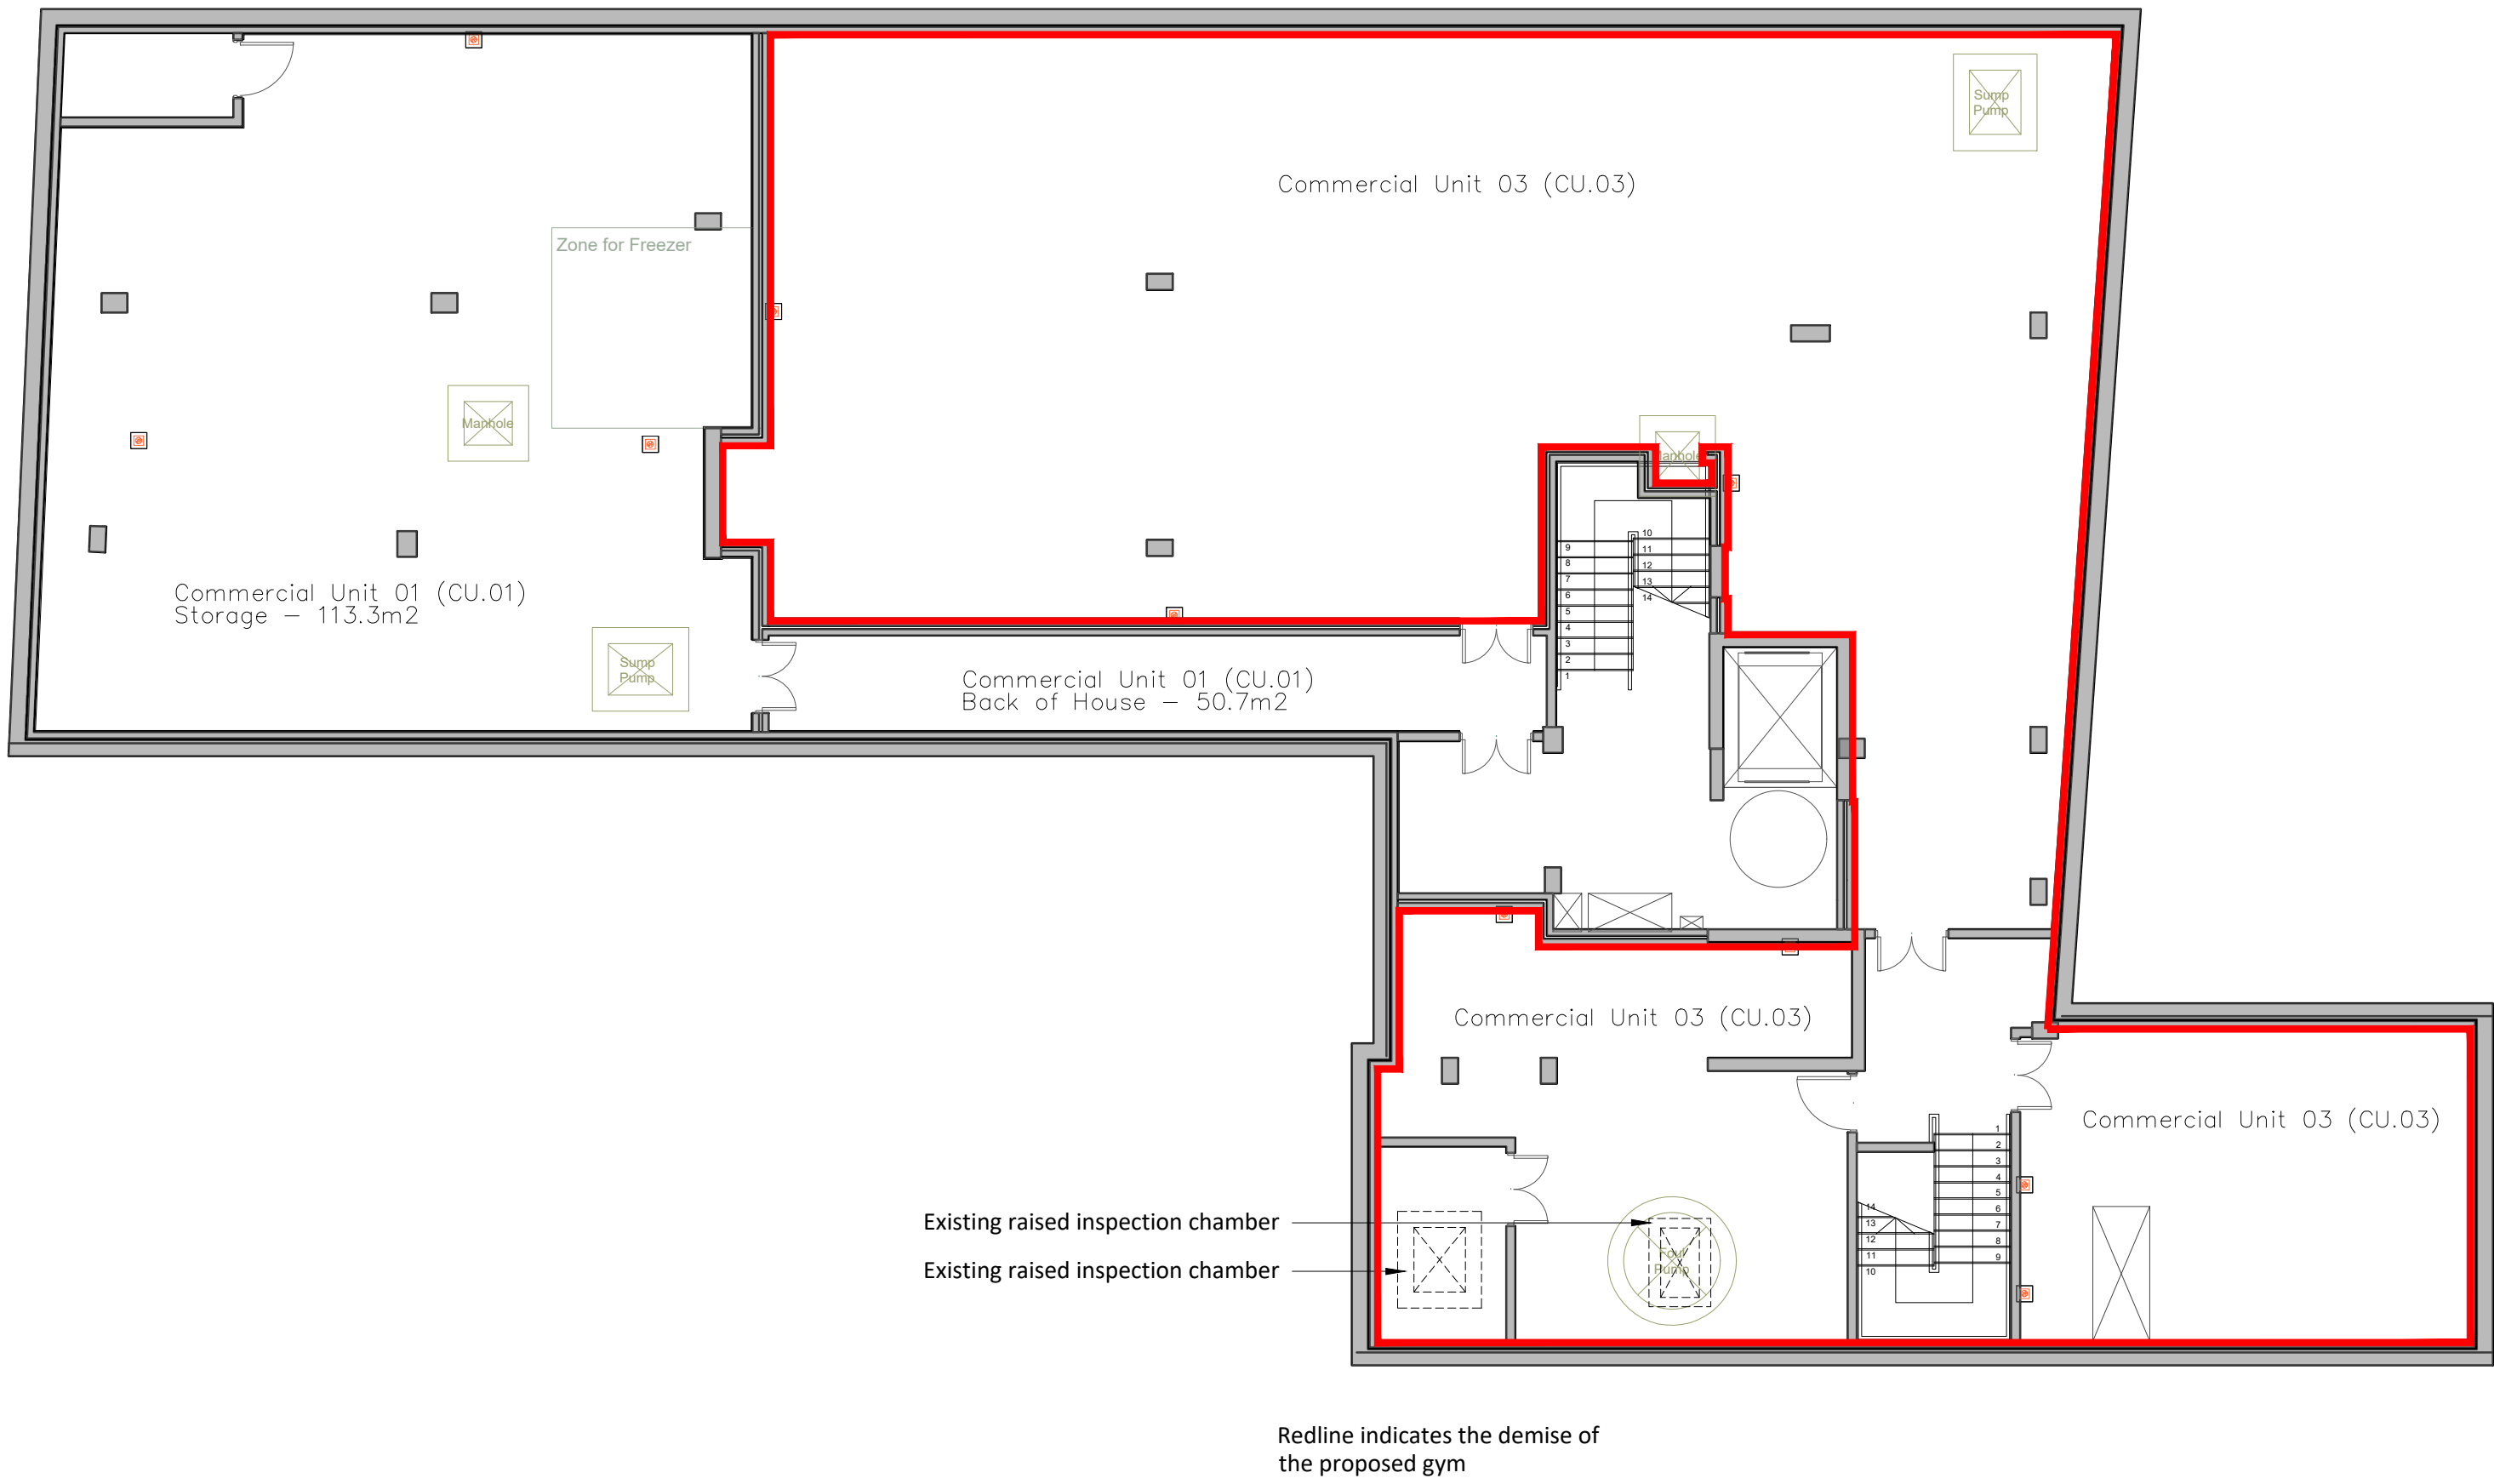 Sump
Pump
Commercial Unit 03 (CU.03)
Zone for Freezer
Manhole
Manhole
Commercial Unit 01 (CU.01)
Storage – 113.3m2
9
8
7
6
5
4
3
2
1
10
11
12
13
14
Sump
Pump
Commercial Unit 01 (CU.01)
Back of House – 50.7m2
Commercial Unit 03 (CU.03)
Commercial Unit 03 (CU.03)
1
2
3
4
5
6
7
8
9
14
13
12
11
10
Existing raised inspection chamber
Existing raised inspection chamber
Foul
Pump
Redline indicates the demise of
the proposed gym